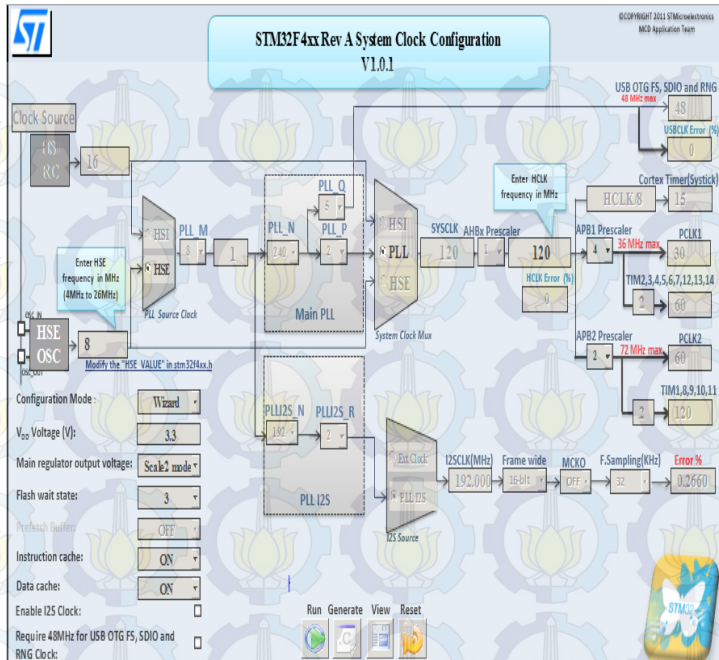 ST
©COPYRIGHT 2011 STMicroelectronics
MCD Application Team
STM32F4xx Rev A System Clock Configuration
V1.0.1
USB OTG FS, SDIO and RNG
48 MHz max
48
USBCLK Error (%)
0
Clock Source
RC
16
Enter HCLK
frequency in MHz
Cortex Timer(Systick)
HCLK/8
15
PLL_Q
5
PLL_M
8
1
PLL_N
240
PLL_P
2
HSI
HSE
PLL Source Clock
Main PLL
HSI
PLL
HSE
System Clock Mux
SYSCLK
120
AHBx Prescaler
1
120
HCLK Error (%)
0
APB1 Prescaler
4
36 MHz max
PCLK1
30
TIM2,3,4,5,6,7,12,13,14
2
60
APB2 Prescaler
2
72 MHz max
PCLK2
60
TIM1,8,9,10,11
2
120
Enter HSE
frequency in MHz
(4MHz to 26MHz)
OSC_IN
HSE
OSC
OSC_OUT
8
Modify the "HSE_VALUE" in stm32f4xx.h
Configuration Mode :
Wizard
VDD Voltage (V):
3.3
Main regulator output voltage:
Scale2 mode
Flash wait state:
3
Prefetch Buffer:
OFF
Instruction cache:
ON
Data cache:
ON
Enable I2S Clock:
Require 48MHz for USB OTG FS, SDIO and
RNG Clock:
PLLI2S_N
192
PLLI2S_R
2
PLL I2S
Ext Clock
PLL I2S
I2S Source
I2SCLK(MHz)
192.000
Frame wide
16-bit
MCKO
OFF
F.Sampling(KHz)
32
Error %
0.2660
Run Generate View Reset
STM32